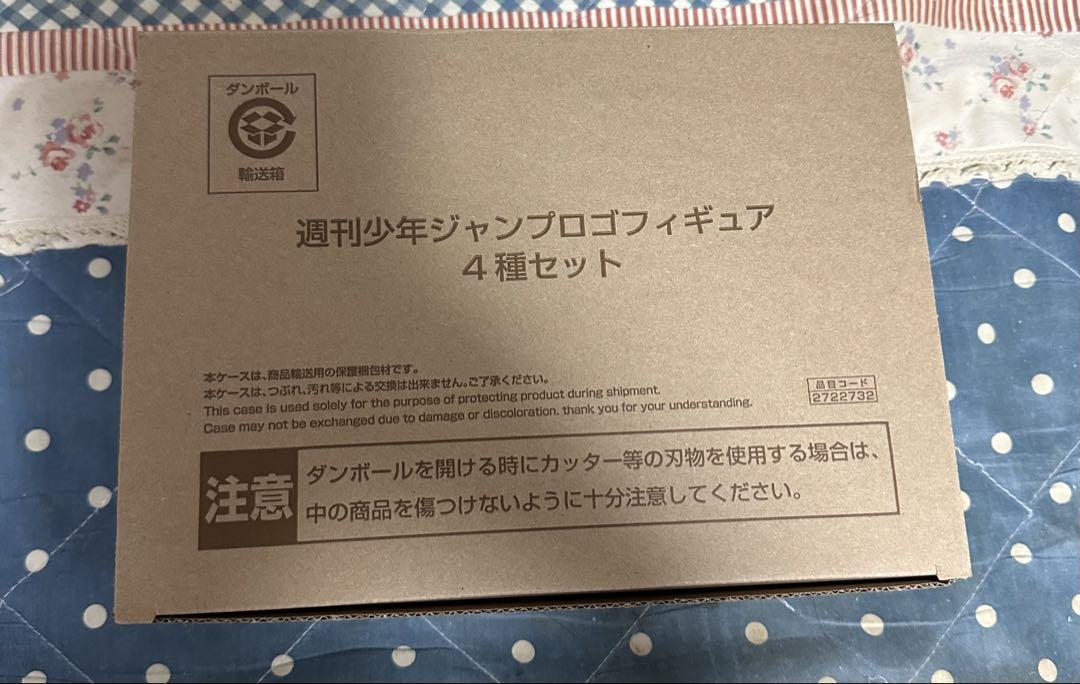 ダンボール
輸送箱
週刊少年ジャンプロゴフィギュア
4種セット
本ケースは、商品輸送用の保護梱包材です。
本ケースは、つぶれ、汚れ等による交換は出来ません。ご了承ください。
This case is used solely for the purpose of protecting product during shipment.
Case may not be exchanged due to damage or discoloration. thank you for your understanding.
品目コード
2722732
注意
ダンボールを開ける時にカッター等の刃物を使用する場合は、
中の商品を傷つけないように十分注意してください。